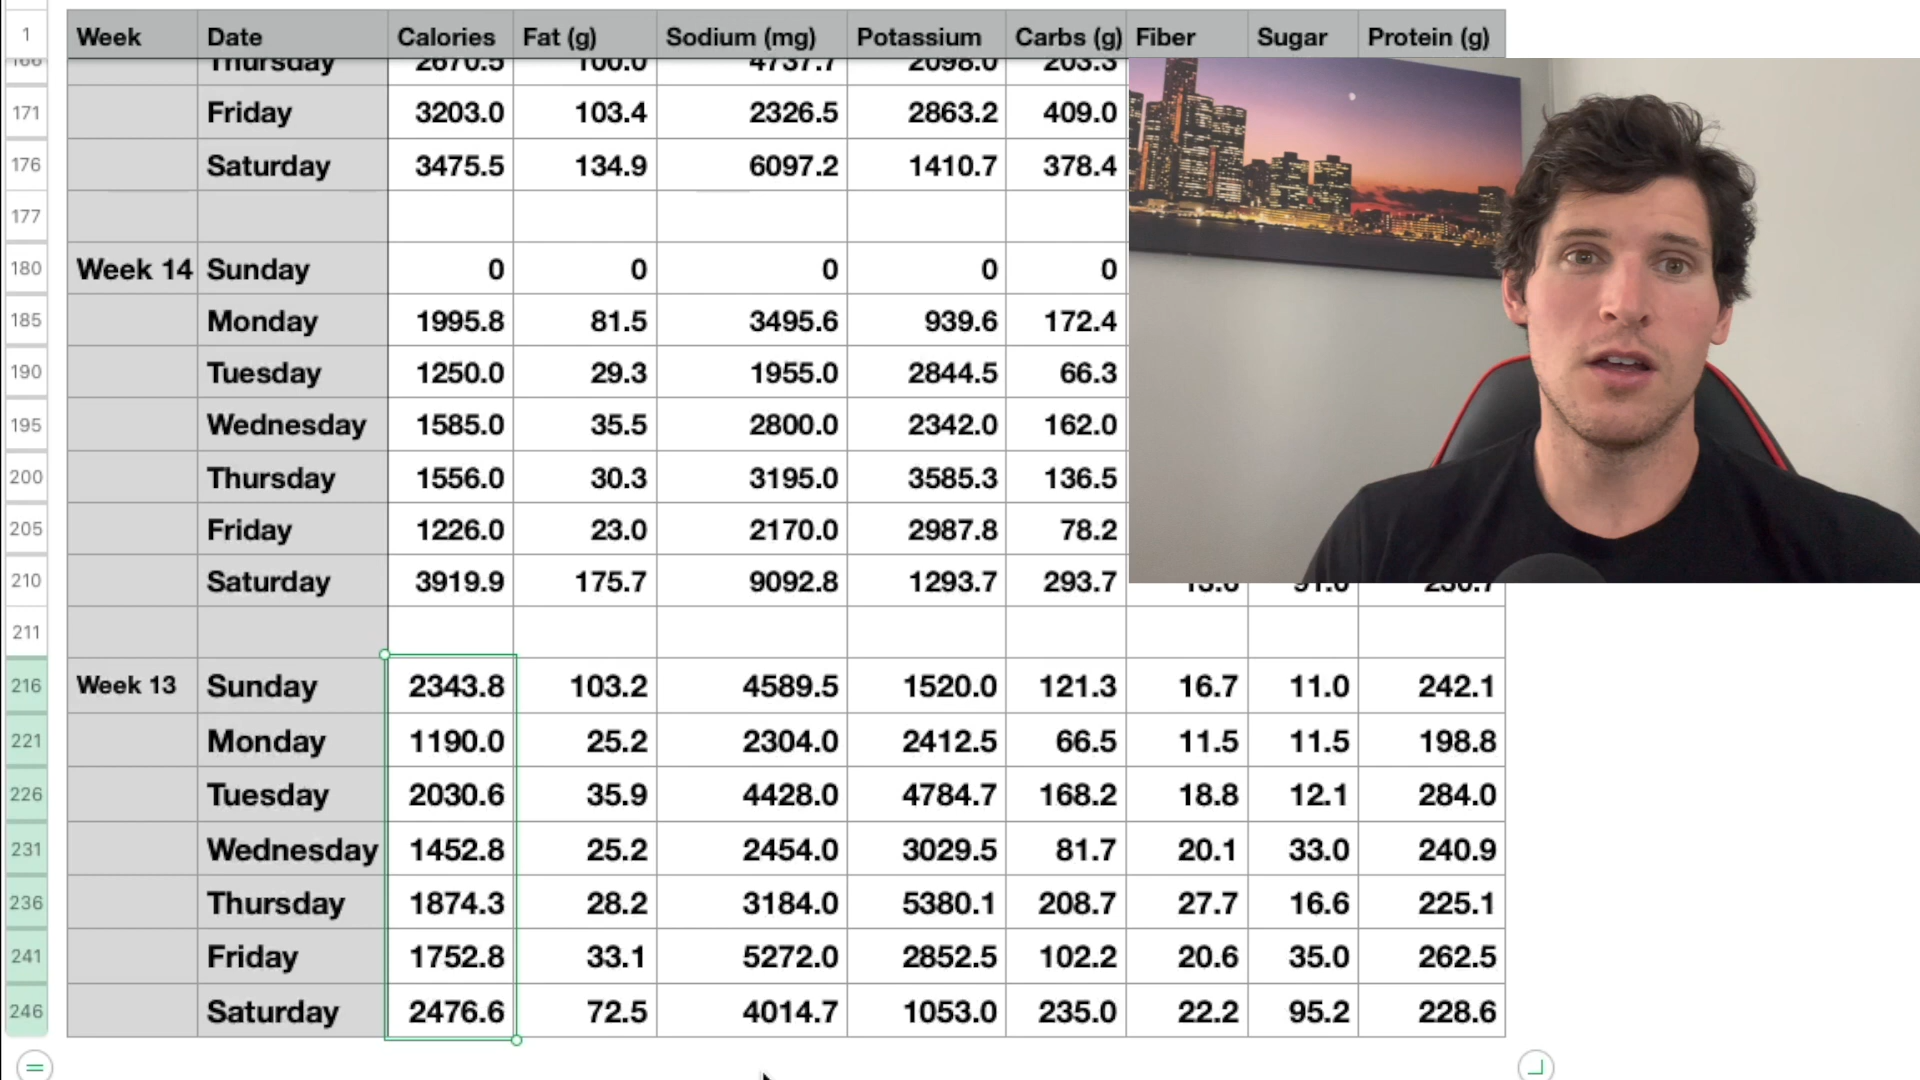 1 Week Date Calories Fat (g) Sodium (mg) Potassium Carbs (g) Fiber Sugar Protein (g)
166 Thursday 2670.5 100.0 4737.7 2098.0 203.3
171 Friday 3203.0 103.4 2326.5 2863.2 409.0
176 Saturday 3475.5 134.9 6097.2 1410.7 378.4
177
180 Week 14 Sunday 0 0 0 0 0
185 Monday 1995.8 81.5 3495.6 939.6 172.4
190 Tuesday 1250.0 29.3 1955.0 2844.5 66.3
195 Wednesday 1585.0 35.5 2800.0 2342.0 162.0
200 Thursday 1556.0 30.3 3195.0 3585.3 136.5
205 Friday 1226.0 23.0 2170.0 2987.8 78.2
210 Saturday 3919.9 175.7 9092.8 1293.7 293.7
211
216 Week 13 Sunday 2343.8 103.2 4589.5 1520.0 121.3 16.7 11.0 242.1
221 Monday 1190.0 25.2 2304.0 2412.5 66.5 11.5 11.5 198.8
226 Tuesday 2030.6 35.9 4428.0 4784.7 168.2 18.8 12.1 284.0
231 Wednesday 1452.8 25.2 2454.0 3029.5 81.7 20.1 33.0 240.9
236 Thursday 1874.3 28.2 3184.0 5380.1 208.7 27.7 16.6 225.1
241 Friday 1752.8 33.1 5272.0 2852.5 102.2 20.6 35.0 262.5
246 Saturday 2476.6 72.5 4014.7 1053.0 235.0 22.2 95.2 228.6